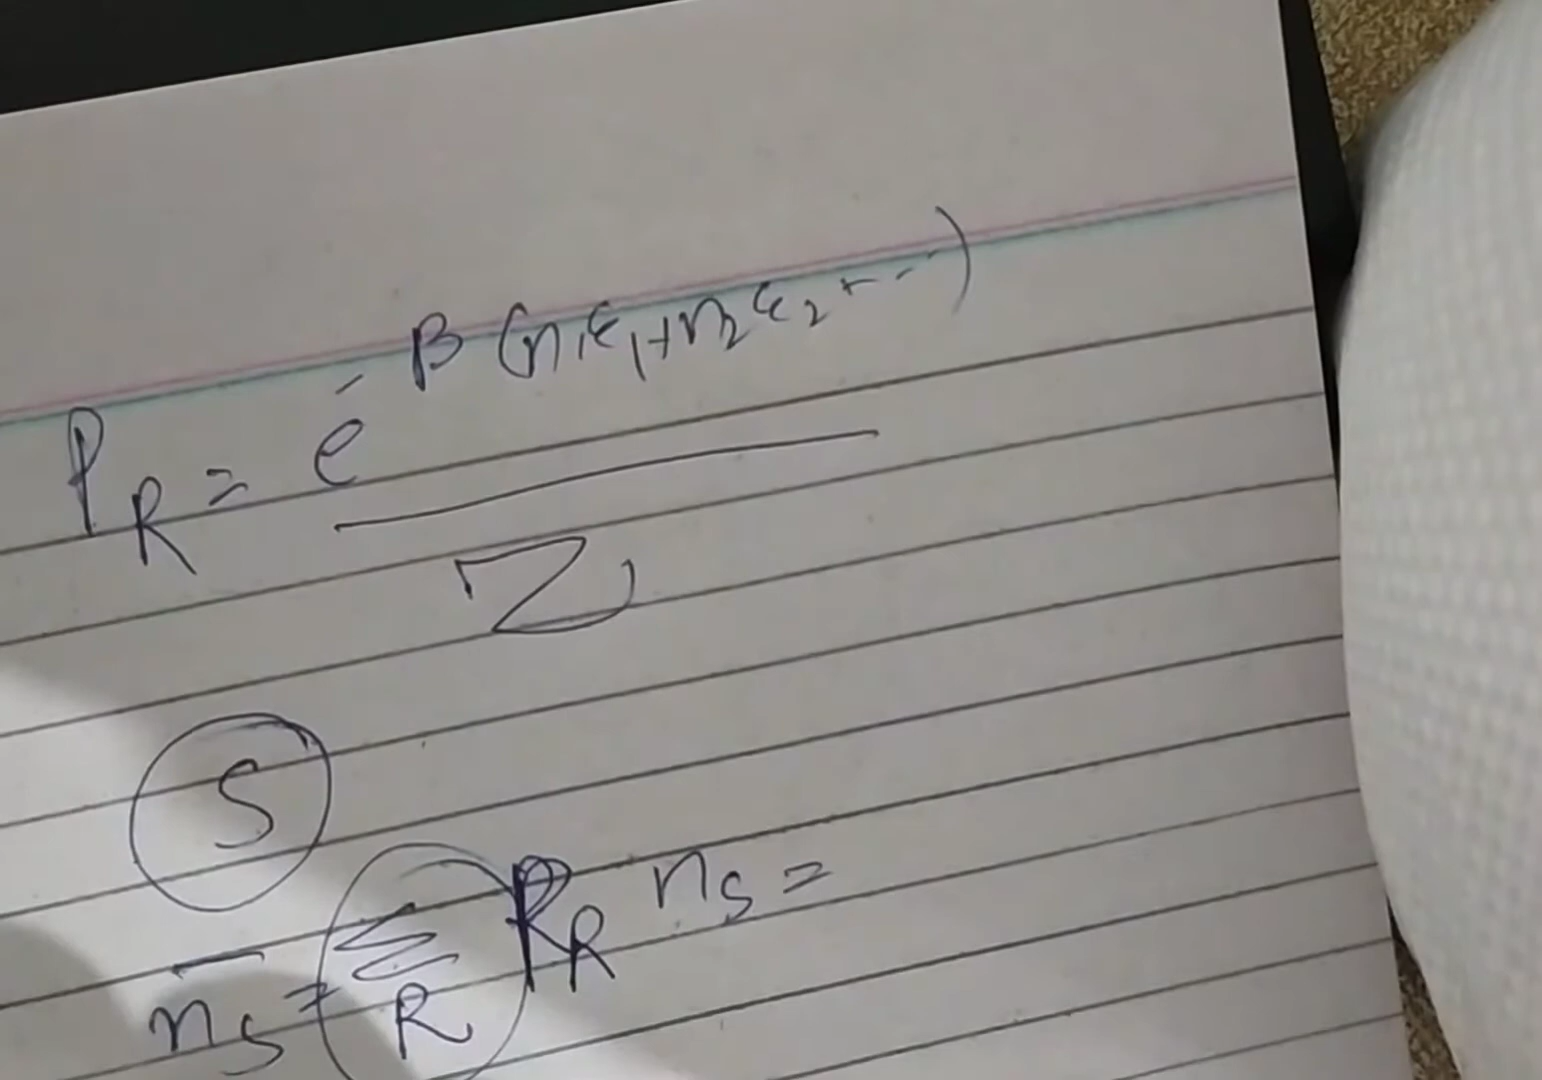 P_R = e^{-β(n_1ε_1+n_2ε_2+---)}
Z
S
n̄_s = Σ_R P_R n_s =